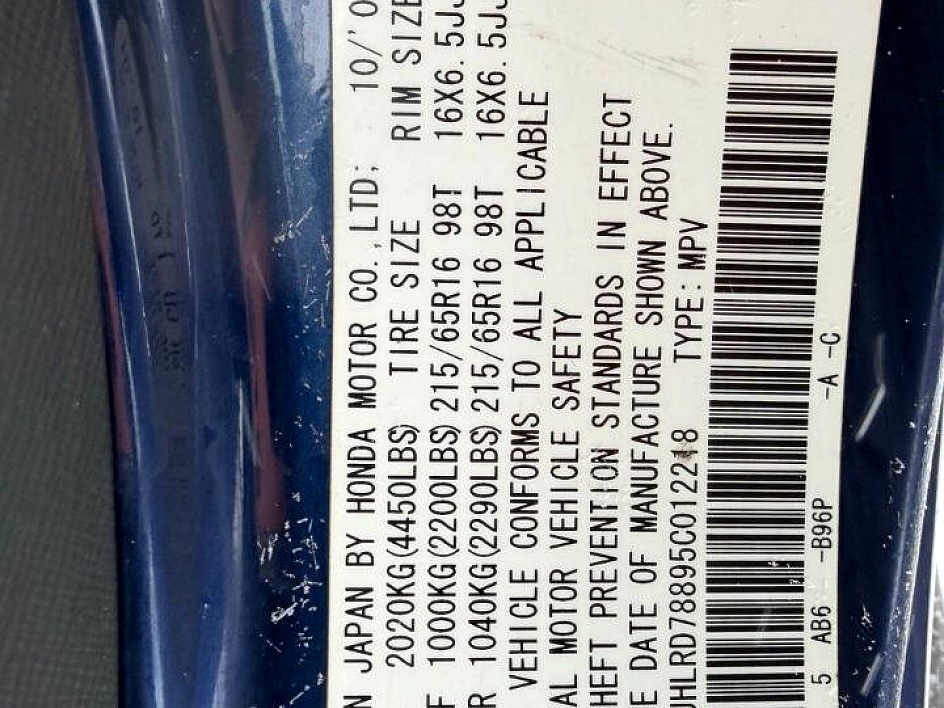 N JAPAN BY HONDA MOTOR CO.,LTD; 10/'0
2020KG(4450LBS) TIRE SIZE RIM SIZE
F 1000KG(2200LBS)215/65R16 98T 16X6.5JJ
R 1040KG(2290LBS)215/65R16 98T 16X6.5JJ
VEHICLE CONFORMS TO ALL APPLICABLE
AL MOTOR VEHICLE SAFETY
HEFT PREVENTION STANDARDS IN EFFECT
E DATE OF MANUFACTURE SHOWN ABOVE.
JHLRD78895C012218 TYPE: MPV
5 AB6- -B96P -A -C